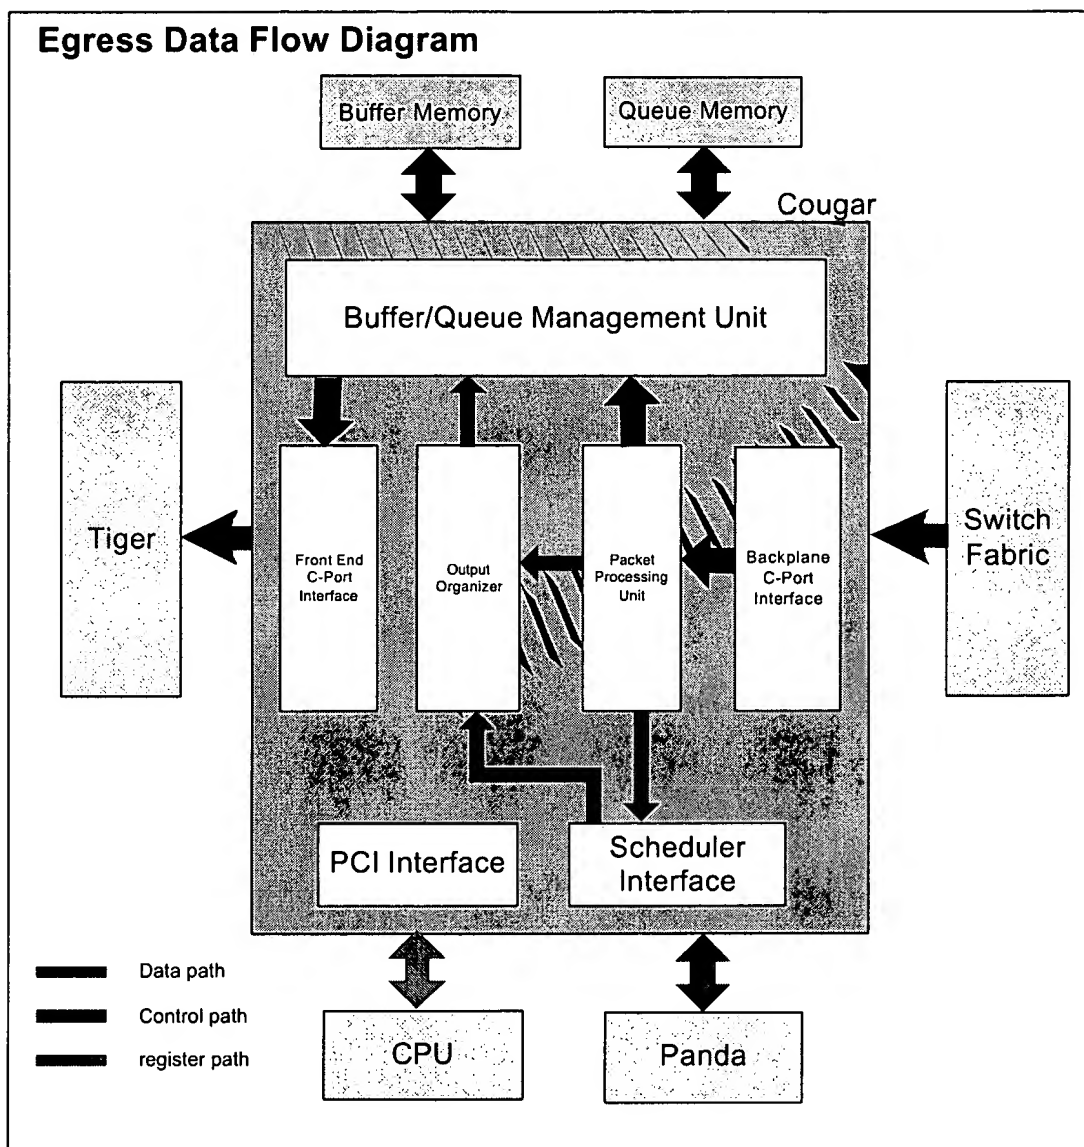 Egress Data Flow Diagram
Buffer Memory
Queue Memory
Cougar
Buffer/Queue Management Unit
Tiger
Front End
C-Port
Interface
Output
Organizer
Packet
Processing
Unit
Backplane
C-Port
Interface
Switch
Fabric
PCI Interface
Scheduler
Interface
Data path
Control path
register path
CPU
Panda